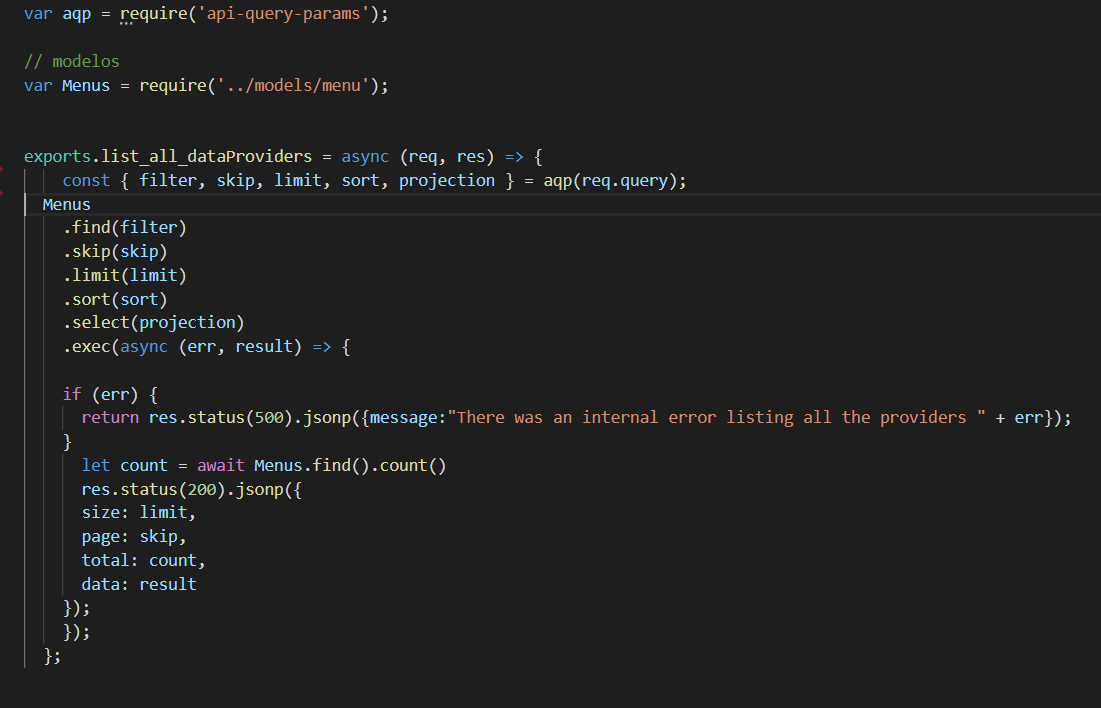 var aqp = require('api-query-params');
// modelos
var Menus = require('../models/menu');
exports.list_all_dataProviders = async (req, res) => {
const { filter, skip, limit, sort, projection } = aqp(req.query);
Menus
.find(filter)
.skip(skip)
.limit(limit)
.sort(sort)
.select(projection)
.exec(async (err, result) => {
if (err) {
return res.status(500).jsonp({message:"There was an internal error listing all the providers " + err});
}
let count = await Menus.find().count()
res.status(200).jsonp({
size: limit,
page: skip,
total: count,
data: result
});
});
};